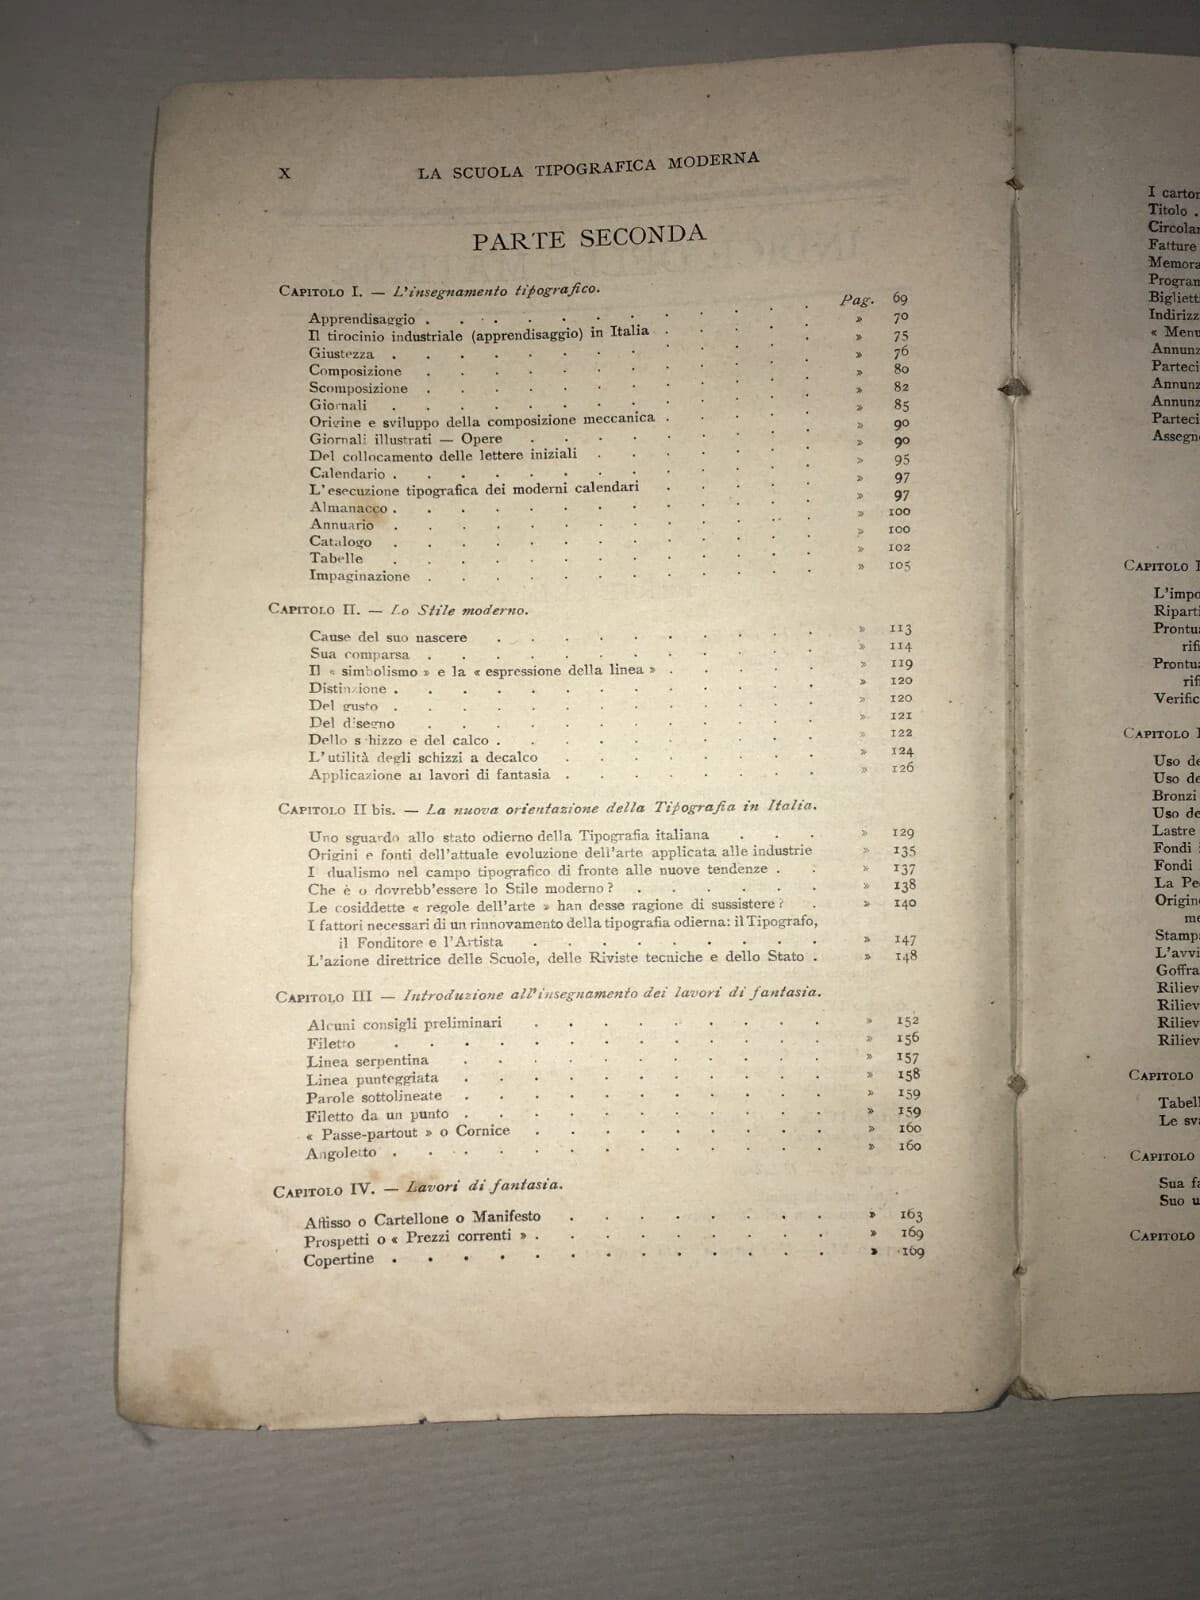 X LA SCUOLA TIPOGRAFICA MODERNA
PARTE SECONDA
CAPITOLO I. — L'insegnamento tipografico.
Apprendisaggio . . . . . . . . Pag. 69
Il tirocinio industriale (apprendisaggio) in Italia . . . » 70
Giustezza . . . . . . . . » 75
Composizione . . . . . . . . » 76
Scomposizione . . . . . . . . » 80
Giornali . . . . . . . . » 82
Origine e sviluppo della composizione meccanica . . . » 85
Giornali illustrati — Opere . . . . . » 90
Del collocamento delle lettere iniziali . . . . » 90
Calendario . . . . . . . . > 95
L'esecuzione tipografica dei moderni calendari . . . » 97
Almanacco . . . . . . . . » 97
Annuario . . . . . . . . » 100
Catalogo . . . . . . . . » 100
Tabelle . . . . . . . . » 102
Impaginazione . . . . . . . » 105
CAPITOLO II. — Lo Stile moderno.
Cause del suo nascere . . . . . . » 113
Sua comparsa . . . . . . . » 114
Il « simbolismo » e la « espressione della linea » . . . » 119
Distinzione . . . . . . . . » 120
Del gusto . . . . . . . . » 120
Del disegno . . . . . . . » 121
Dello s hizzo e del calco . . . . . . » 122
L'utilità degli schizzi a decalco . . . . . » 124
Applicazione ai lavori di fantasia . . . . . » 126
CAPITOLO II bis. — La nuova orientazione della Tipografia in Italia.
Uno sguardo allo stato odierno della Tipografia italiana . . . » 129
Origini e fonti dell'attuale evoluzione dell'arte applicata alle industrie » 135
I dualismo nel campo tipografico di fronte alle nuove tendenze . . » 137
Che è o dovrebb'essere lo Stile moderno? . . . . . » 138
Le cosiddette « regole dell'arte » han desse ragione di sussistere? . » 140
I fattori necessari di un rinnovamento della tipografia odierna: il Tipografo,
il Fonditore e l'Artista . . . . . . . » 147
L'azione direttrice delle Scuole, delle Riviste tecniche e dello Stato . » 148
CAPITOLO III — Introduzione all'insegnamento dei lavori di fantasia.
Alcuni consigli preliminari . . . . . . » 152
Filetto . . . . . . . . » 156
Linea serpentina . . . . . . . » 157
Linea punteggiata . . . . . . . » 158
Parole sottolineate . . . . . . . » 159
Filetto da un punto . . . . . . . » 159
« Passe-partout » o Cornice . . . . . . » 160
Angoletto . . . . . . . . » 160
CAPITOLO IV. — Lavori di fantasia.
Affisso o Cartellone o Manifesto . . . . . » 163
Prospetti o « Prezzi correnti » . . . . . . » 169
Copertine . . . . . . . . » 169
I carton
Titolo .
Circolar
Fatture
Memora
Program
Biglietti
Indirizz
« Menu
Annunz
Parteci
Annunz
Annunz
Parteci
Assegn
CAPITOLO I
L'impo
Riparti
Prontua
rifi
Prontua
rifi
Verific
CAPITOLO
Uso de
Uso de
Bronzi
Uso de
Lastre
Fondi
Fondi
La Pe
Origin
me
Stamp
L'avvi
Goffra
Riliev
Riliev
Riliev
Riliev
CAPITOLO
Tabell
Le sva
CAPITOLO
Sua fa
Suo u
CAPITOLO